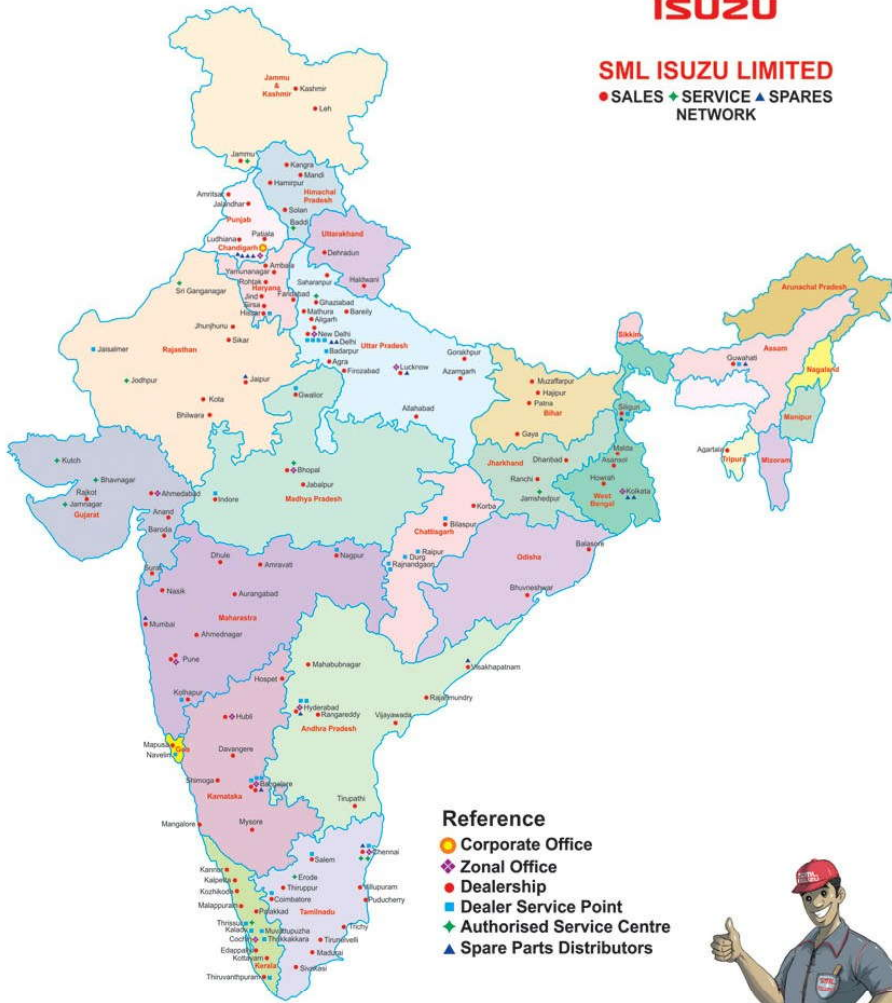 ISUZU
SML ISUZU LIMITED
SALES SERVICE SPARES
NETWORK
Jammu
&
Kashmir
Kashmir
Leh
Jammu
Kangra
Mandi
Hamirpur
Himachal
Pradesh
Solan
Baddi
Amritsar
Jalandhar
Punjab
Ludhiana
Patiala
Chandigarh
Uttarakhand
Dehradun
Haldwani
Ambala
Yamunanagar
Rohtak
Haryana
Jind
Sirsa
Hissar
Faridabad
Saharanpur
Ghaziabad
Mathura
Bareily
Aligarh
New Delhi
Delhi
Badarpur
Agra
Firozabad
Uttar Pradesh
Lucknow
Gorakhpur
Azamgarh
Allahabad
Sri Ganganagar
Jhunjhunu
Sikar
Jaisalmer
Rajasthan
Jodhpur
Jaipur
Kota
Bhilwara
Gwalior
Bhopal
Jabalpur
Indore
Madhya Pradesh
Muzaffarpur
Hajipur
Patna
Bihar
Gaya
Jharkhand
Dhanbad
Ranchi
Jamshedpur
Sikkim
Siliguri
Malda
Asansol
Howrah
West
Bengal
Kolkata
Arunachal Pradesh
Assam
Guwahati
Nagaland
Manipur
Agartala
Tripura
Mizoram
Kutch
Bhavnagar
Rajkot
Jamnagar
Gujarat
Ahmedabad
Anand
Baroda
Surat
Korba
Chattisgarh
Bilaspur
Raipur
Durg
Rajnandgaon
Odisha
Balasore
Bhuvneshwar
Dhule
Amravati
Nagpur
Nasik
Aurangabad
Maharastra
Mumbai
Ahmednagar
Pune
Kolhapur
Mahabubnagar
Visakhapatnam
Hyderabad
Rangareddy
Rajahmundry
Vijayawada
Andhra Pradesh
Tirupathi
Hospet
Hubli
Mapusa
Goa
Navelim
Davangere
Shimoga
Karnataka
Bangalore
Mangalore
Mysore
Chennai
Salem
Erode
Thiruppur
Coimbatore
Villupuram
Puducherry
Tamilnadu
Trichy
Tirunelvelli
Madurai
Sivakasi
Kannor
Kalpetta
Kozhikode
Malappuram
Palakkad
Thrissur
Kalady
Muvattupuzha
Cochin
Thrikkakkara
Edappally
Kottayam
Kerala
Thiruvanthpuram
Reference
Corporate Office
Zonal Office
Dealership
Dealer Service Point
Authorised Service Centre
Spare Parts Distributors